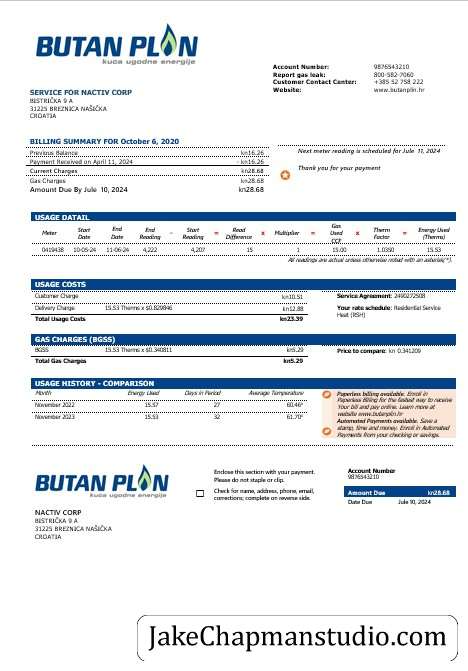 BUTAN PLIN
kuća ugodne energije
Account Number: 9876543210
Report gas leak: 800-582-7060
Customer Contact Center: +385 52 758 222
Website: www.butanplin.hr
SERVICE FOR NACTIV CORP
BISTRIČKA 9 A
31225 BREZNICA NAŠIČKA
CROATIA
BILLING SUMMARY FOR October 6, 2020
Previous Balance kn16.26
Payment Received on April 11, 2024 - kn16.26
Current Charges kn28.68
Gas Charges kn28.68
Amount Due By Jule 10, 2024 kn28.68
Next meter reading is scheduled for Jule 11, 2024
Thank you for your payment
USAGE DATAIL
Meter Start Date End Date End Reading - Start Reading = Read Difference x Multiplier = Gas Used CCF x Therm Factor = Energy Used (Therms)
0419438 10-05-24 11-06-24 4,222 4,207 15 1 15.00 1.0350 15.53
All readings are actual unless otherwise noted with an asterisk(*).
USAGE COSTS
Customer Charge kn10.51
Delivery Charge 15.53 Therms x $0.829846 kn12.88
Total Usage Costs kn23.39
Service Agreement: 2490272508
Your rate schedule: Residential Service
Heat (RSH)
GAS CHARGES (BGSS)
BGSS 15.53 Therms x $0.340811 kn5.29
Total Gas Charges kn5.29
Price to compare: kn 0.341209
USAGE HISTORY - COMPARISON
Month Energy Used Days in Period Average Temperature
November 2022 15.57 27 60.46°
November 2023 15.53 32 61.70°
Paperless billing available. Enroll in
Paperless Billing for the fastest way to receive
Your bill and pay online. Learn more at
website www.butanplin.hr
Automated Payments available. Save a
stamp, time and money. Enroll in Automated
Payments from your checking or savings.
BUTAN PLIN
kuća ugodne energije
Enclose this section with your payment.
Please do not staple or clip.
Check for name, address, phone, email,
corrections; complete on reverse side.
Account Number
9876543210
Amount Due kn28.68
Date Due Jule 10, 2024
NACTIV CORP
BISTRIČKA 9 A
31225 BREZNICA NAŠIČKA
CROATIA
JakeChapmanstudio.com